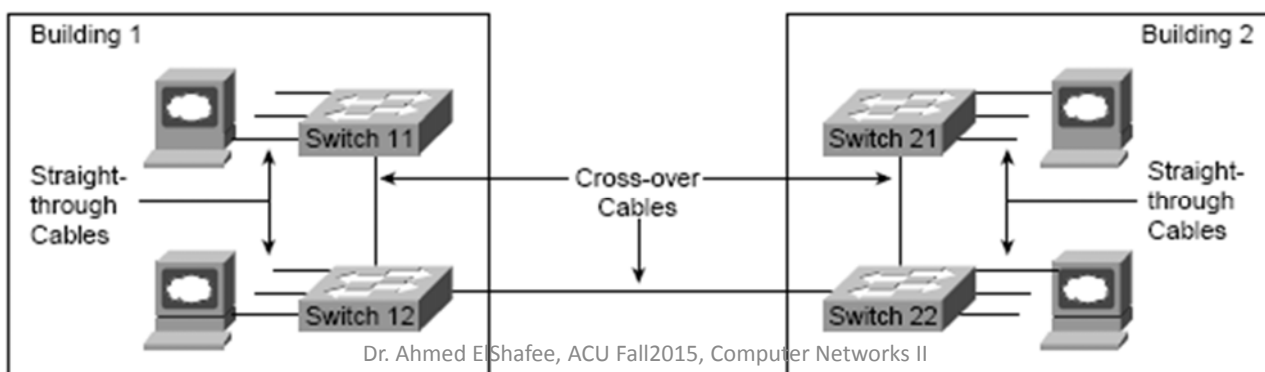 Building 1
Building 2
Switch 11
Switch 21
Straight-
through
Cables
Cross-over
Cables
Straight-
through
Cables
Switch 12
Switch 22
Dr. Ahmed ElShafee, ACU Fall2015, Computer Networks II